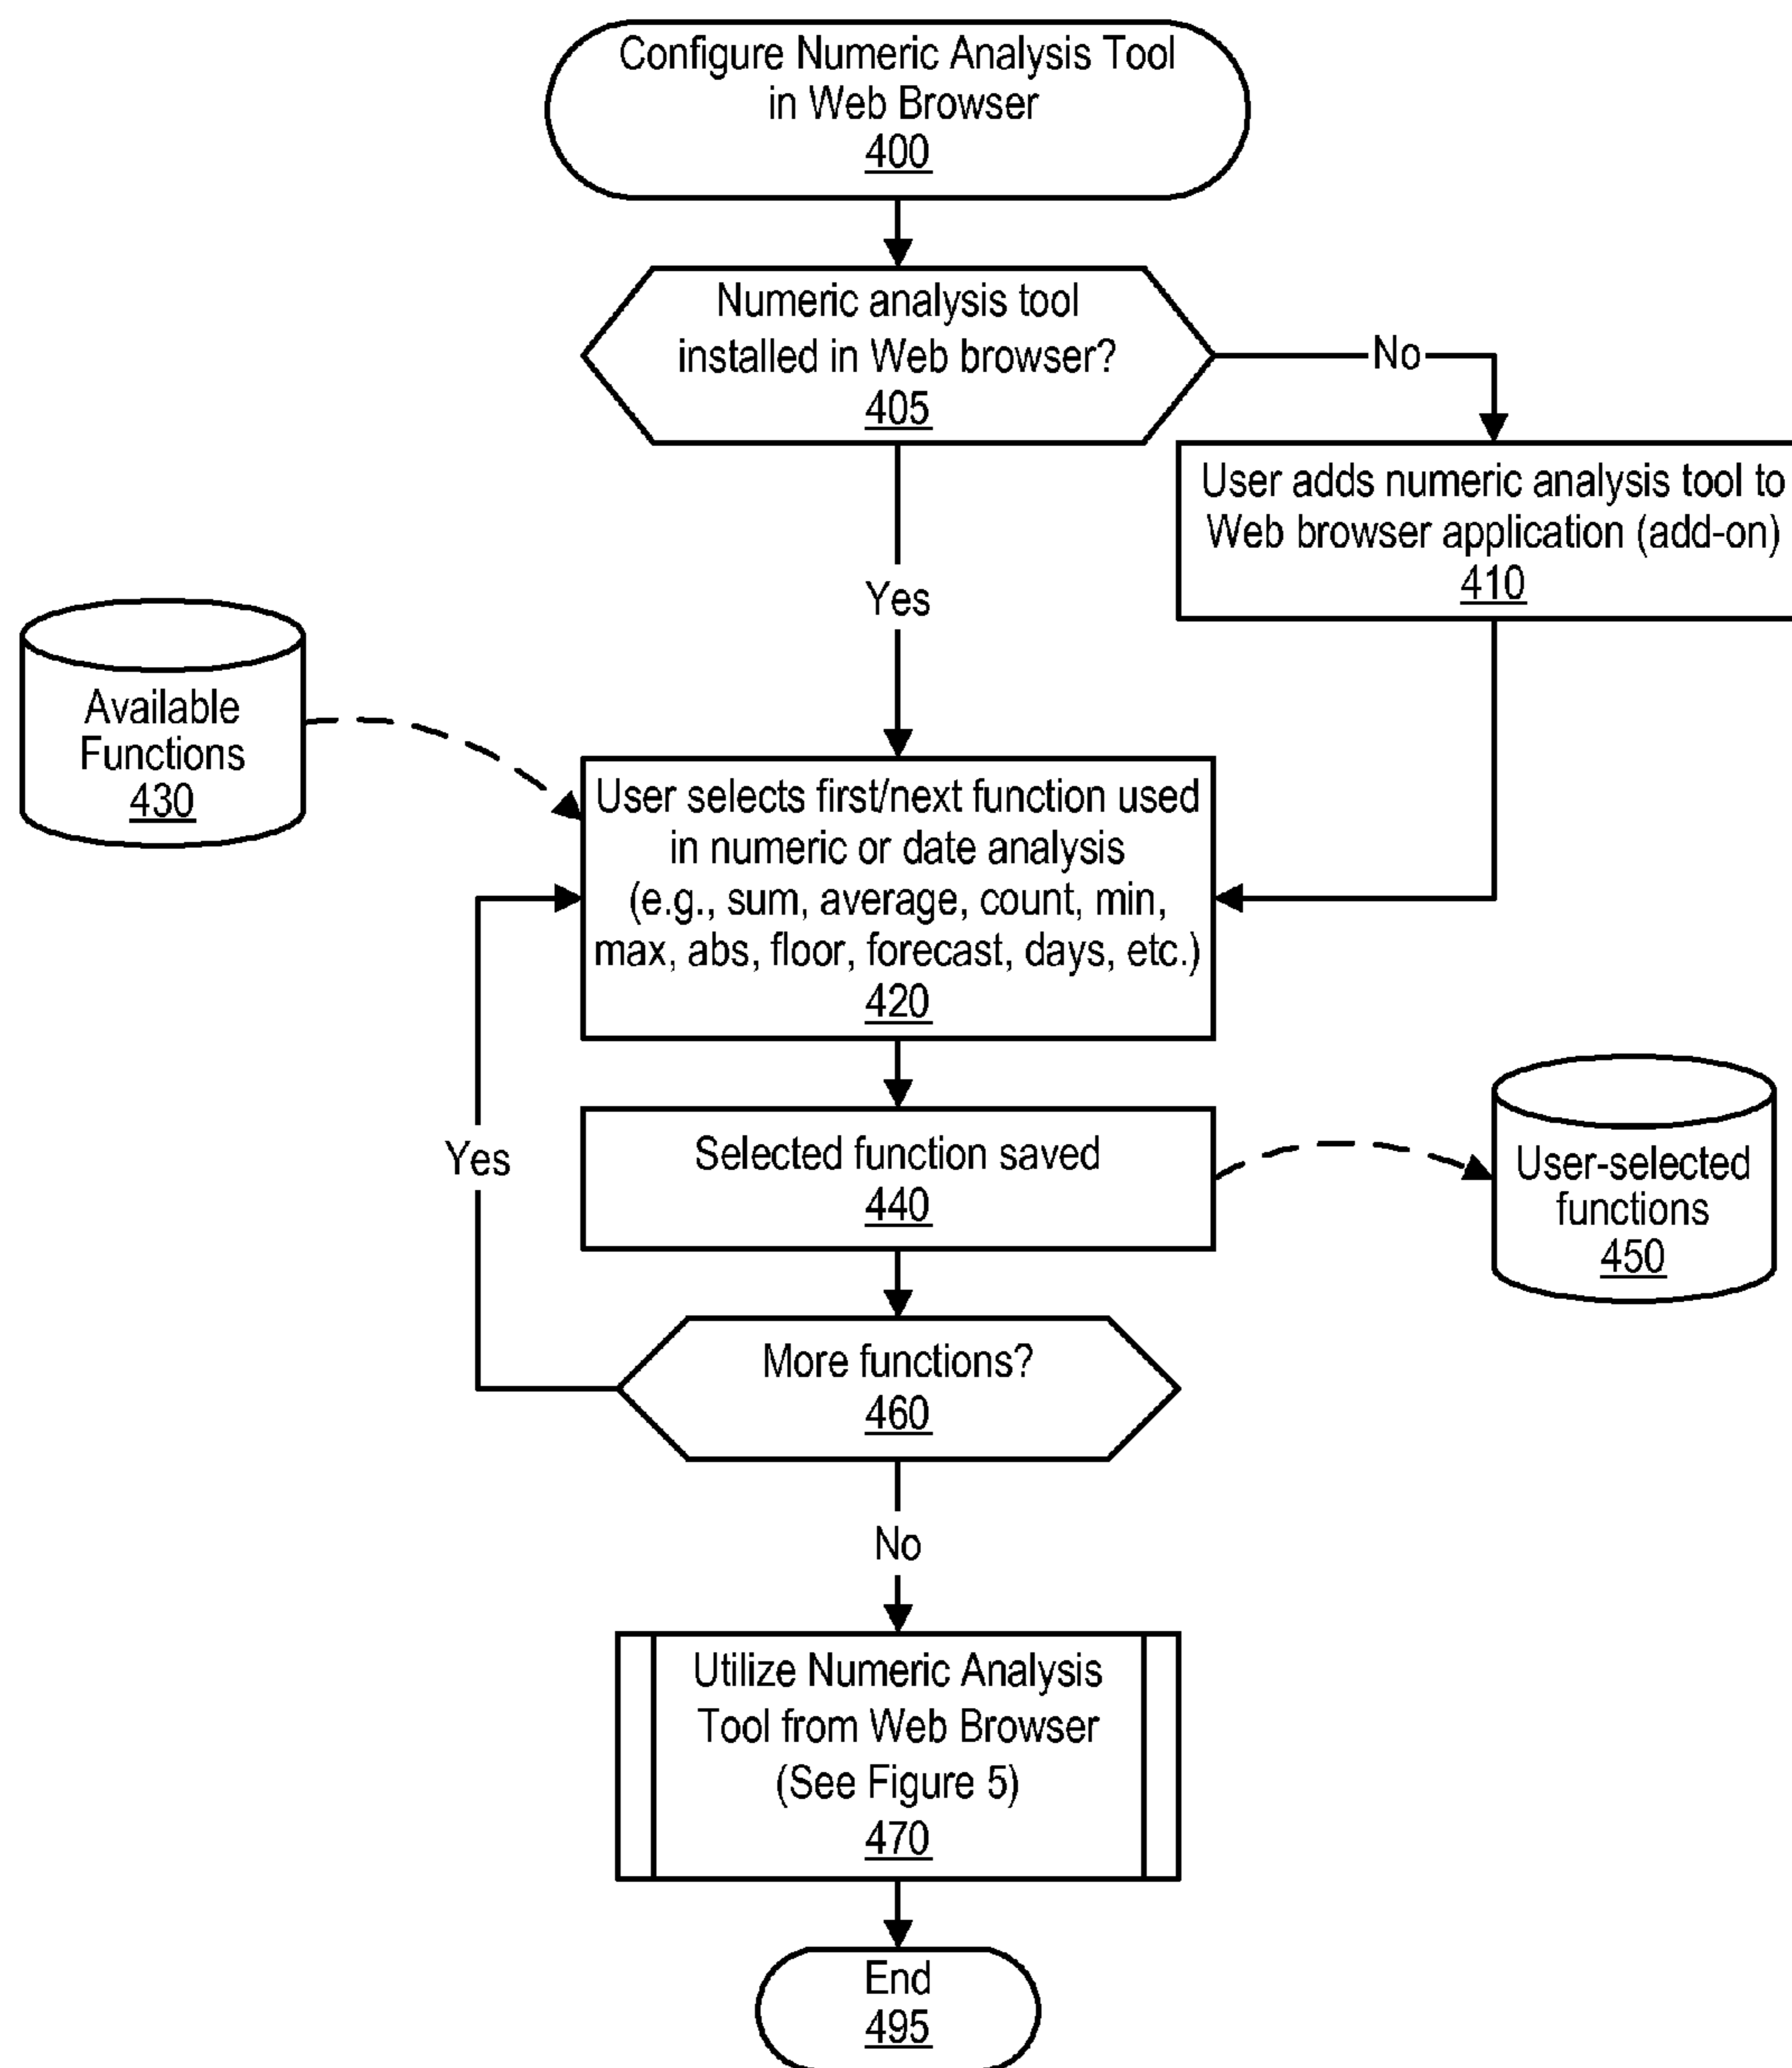 Configure Numeric Analysis Tool
in Web Browser
400
Numeric analysis tool
installed in Web browser?
405
No
User adds numeric analysis tool to
Web browser application (add-on)
410
Yes
Available
Functions
430
User selects first/next function used
in numeric or date analysis
(e.g., sum, average, count, min,
max, abs, floor, forecast, days, etc.)
420
Yes
Selected function saved
440
User-selected
functions
450
More functions?
460
No
Utilize Numeric Analysis
Tool from Web Browser
(See Figure 5)
470
End
495